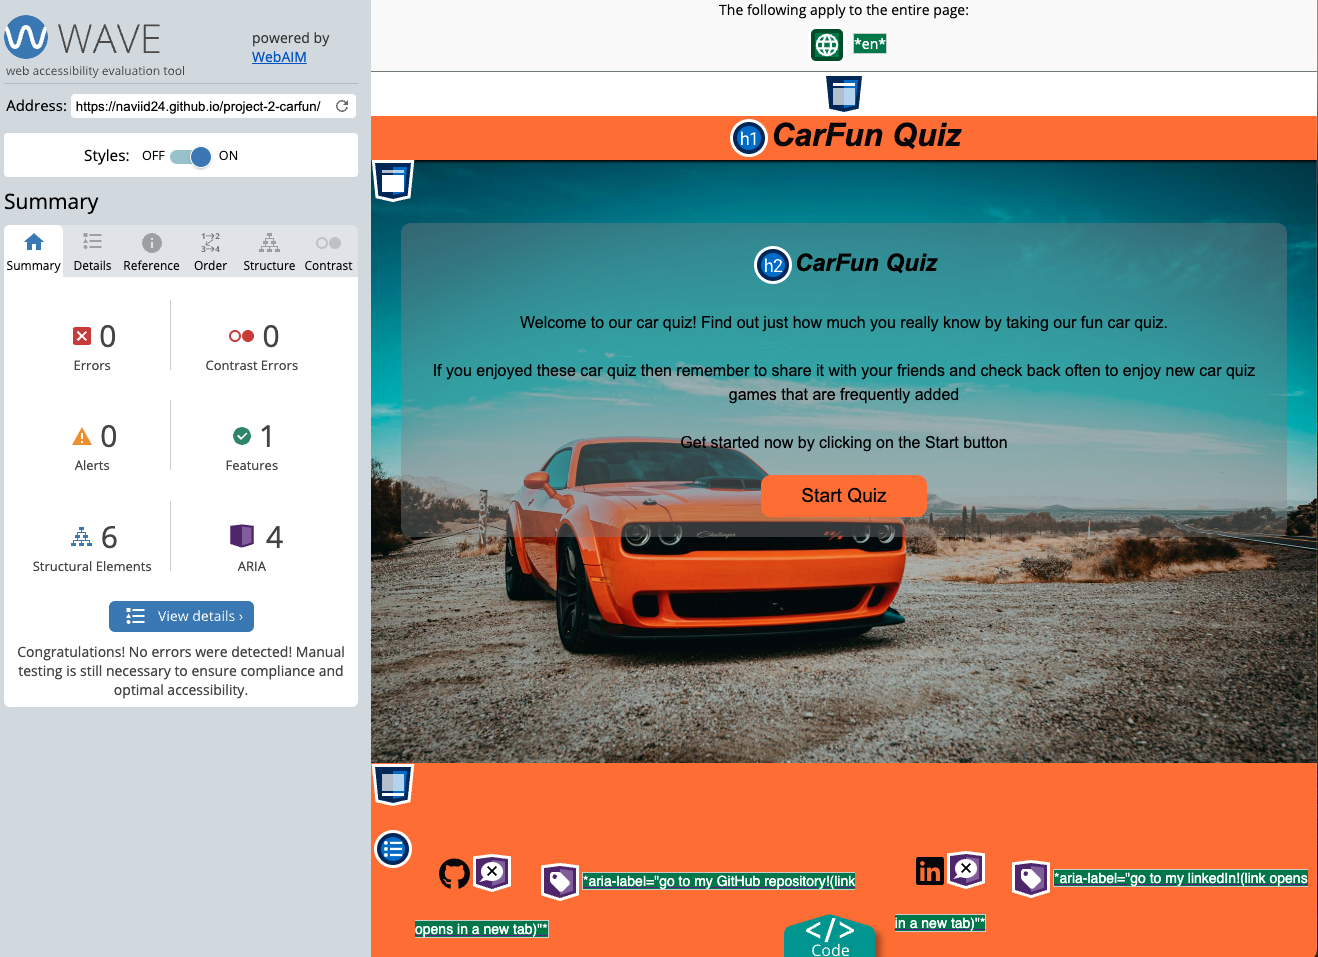 WAVE
web accessibility evaluation tool
powered by
WebAIM
Address: https://naviid24.github.io/project-2-carfun/
Styles: OFF ON
Summary
Summary Details Reference Order Structure Contrast
0
Errors
0
Contrast Errors
0
Alerts
1
Features
6
Structural Elements
4
ARIA
View details ›
Congratulations! No errors were detected! Manual
testing is still necessary to ensure compliance and
optimal accessibility.
The following apply to the entire page:
*en*
h1 CarFun Quiz
h2 CarFun Quiz
Welcome to our car quiz! Find out just how much you really know by taking our fun car quiz.
If you enjoyed these car quiz then remember to share it with your friends and check back often to enjoy new car quiz
games that are frequently added
Get started now by clicking on the Start button
Start Quiz
*aria-label="go to my GitHub repository!(link
opens in a new tab)"*
*aria-label="go to my linkedIn!(link opens
in a new tab)"*
</> Code